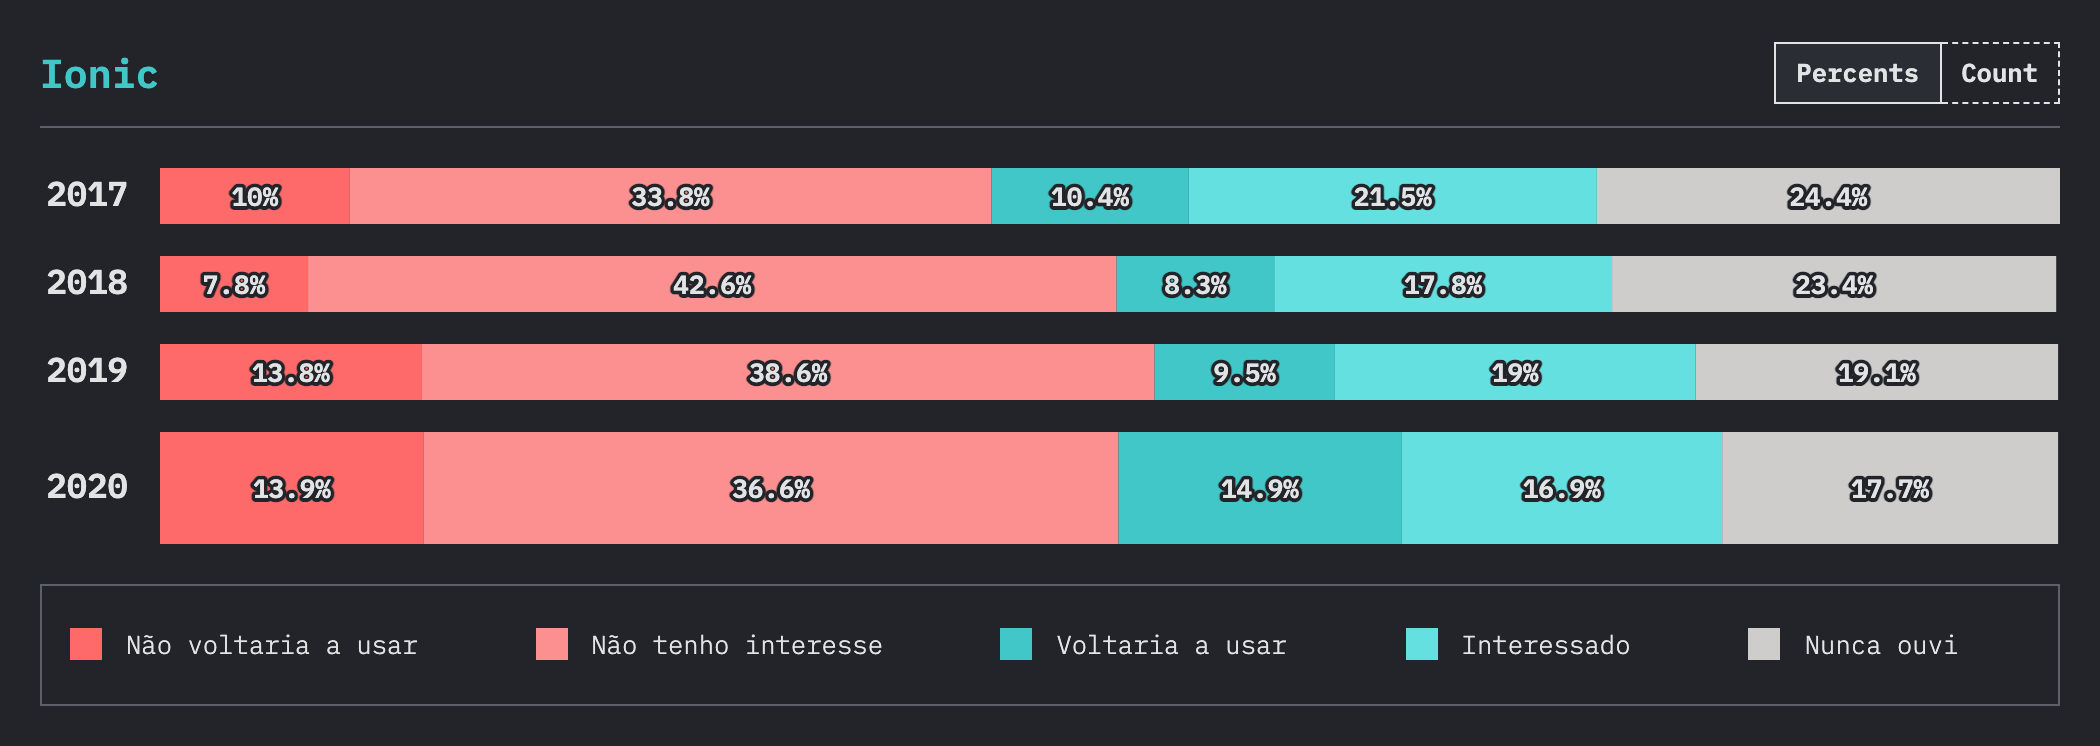 Ionic
Percents Count
2017 10% 33.8% 10.4% 21.5% 24.4%
2018 7.8% 42.6% 8.3% 17.8% 23.4%
2019 13.8% 38.6% 9.5% 19% 19.1%
2020 13.9% 36.6% 14.9% 16.9% 17.7%
Não voltaria a usar Não tenho interesse Voltaria a usar Interessado Nunca ouvi